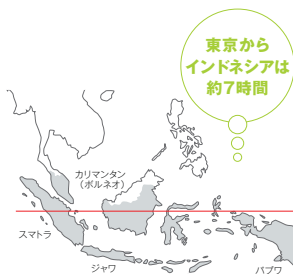 東京から
インドネシアは
約7時間
カリマンタン
（ボルネオ）
スマトラ
ジャワ
パプワ